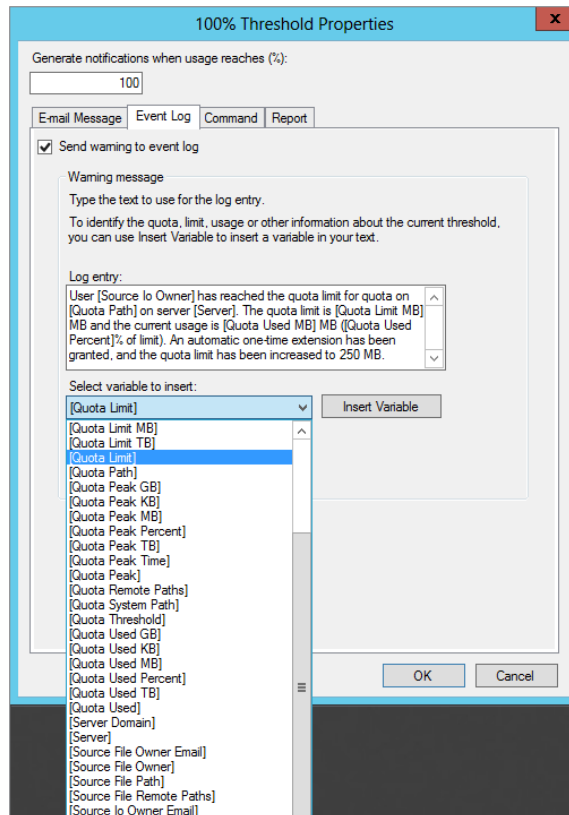 100% Threshold Properties
x
Generate notifications when usage reaches (%):
100
E-mail Message Event Log Command Report
Send warning to event log
Warning message
Type the text to use for the log entry.
To identify the quota, limit, usage or other information about the current threshold,
you can use Insert Variable to insert a variable in your text.
Log entry:
User [Source Io Owner] has reached the quota limit for quota on
[Quota Path] on server [Server]. The quota limit is [Quota Limit MB]
MB and the current usage is [Quota Used MB] MB ([Quota Used
Percent]% of limit). An automatic one-time extension has been
granted, and the quota limit has been increased to 250 MB.
Select variable to insert:
[Quota Limit] Insert Variable
[Quota Limit MB]
[Quota Limit TB]
[Quota Limit]
[Quota Path]
[Quota Peak GB]
[Quota Peak KB]
[Quota Peak MB]
[Quota Peak Percent]
[Quota Peak TB]
[Quota Peak Time]
[Quota Peak]
[Quota Remote Paths]
[Quota System Path]
[Quota Threshold]
[Quota Used GB]
[Quota Used KB]
[Quota Used MB]
[Quota Used Percent]
[Quota Used TB]
[Quota Used]
[Server Domain]
[Server]
[Source File Owner Email]
[Source File Owner]
[Source File Path]
[Source File Remote Paths]
[Source Io Owner Email]
OK Cancel